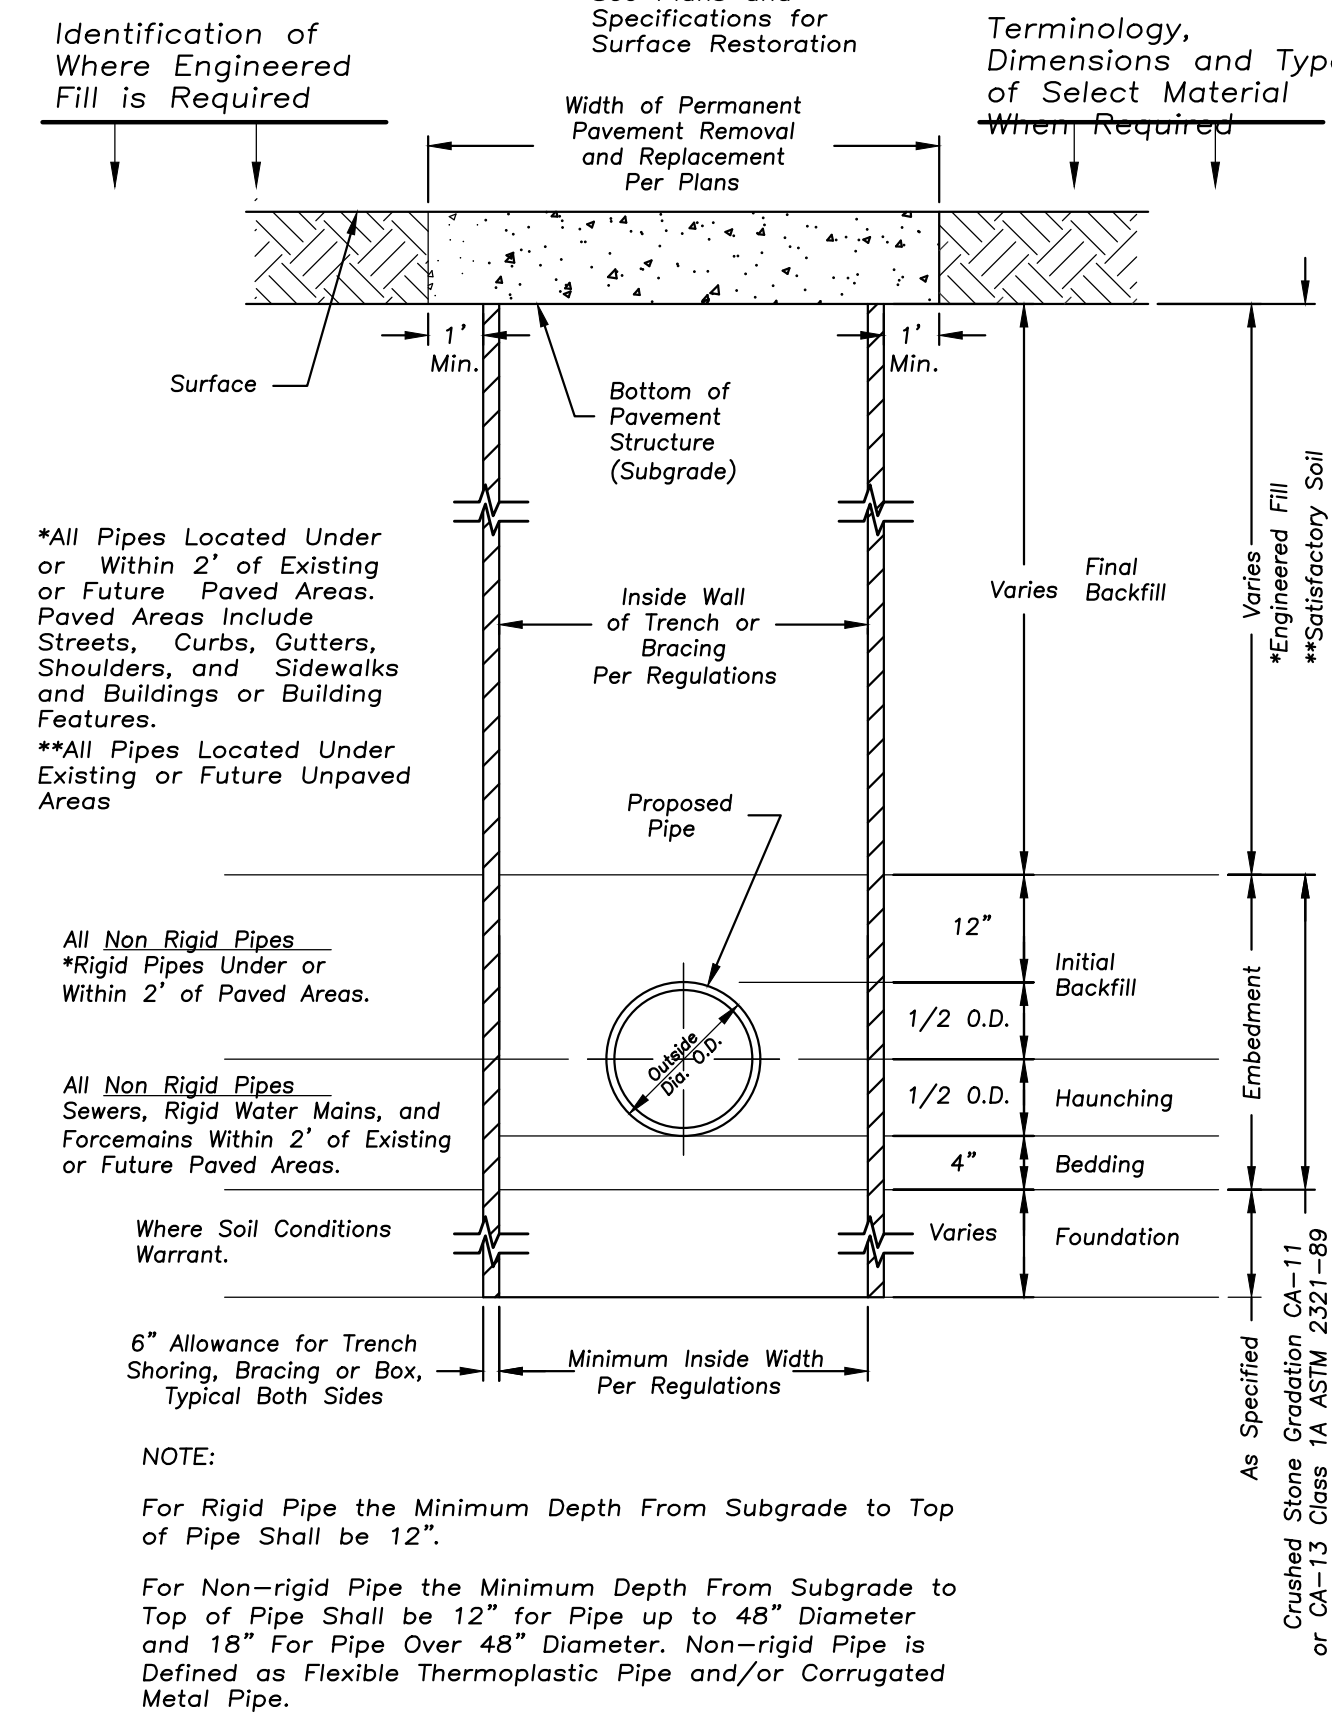 Identification of
Where Engineered
Fill is Required
Specifications for
Surface Restoration
Terminology,
Dimensions and Type
of Select Material
When Required
Width of Permanent
Pavement Removal
and Replacement
Per Plans
1'
Min.
1'
Min.
Surface
Bottom of
Pavement
Structure
(Subgrade)
*All Pipes Located Under
or Within 2' of Existing
or Future Paved Areas.
Paved Areas Include
Streets, Curbs, Gutters,
Shoulders, and Sidewalks
and Buildings or Building
Features.
**All Pipes Located Under
Existing or Future Unpaved
Areas
Inside Wall
of Trench or
Bracing
Per Regulations
Varies
Final
Backfill
Varies
*Engineered Fill
**Satisfactory Soil
Proposed
Pipe
All Non Rigid Pipes
*Rigid Pipes Under or
Within 2' of Paved Areas.
12"
Initial
Backfill
1/2 O.D.
Outside
Dia. O.D.
Embedment
All Non Rigid Pipes
Sewers, Rigid Water Mains, and
Forcemains Within 2' of Existing
or Future Paved Areas.
1/2 O.D.
Haunching
4"
Bedding
Where Soil Conditions
Warrant.
Varies
Foundation
As Specified
Crushed Stone Gradation CA-11
or CA-13 Class 1A ASTM 2321-89
6" Allowance for Trench
Shoring, Bracing or Box,
Typical Both Sides
Minimum Inside Width
Per Regulations
NOTE:
For Rigid Pipe the Minimum Depth From Subgrade to Top
of Pipe Shall be 12".
For Non-rigid Pipe the Minimum Depth From Subgrade to
Top of Pipe Shall be 12" for Pipe up to 48" Diameter
and 18" For Pipe Over 48" Diameter. Non-rigid Pipe is
Defined as Flexible Thermoplastic Pipe and/or Corrugated
Metal Pipe.